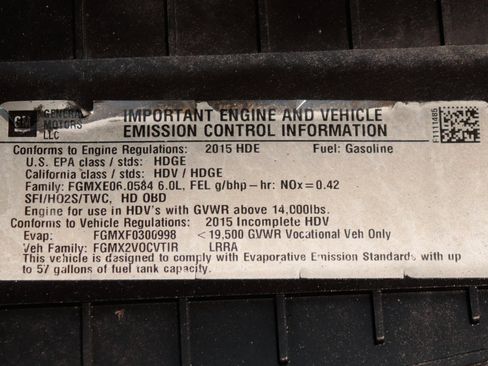 GM
GENERAL
MOTORS
LLC
IMPORTANT ENGINE AND VEHICLE
EMISSION CONTROL INFORMATION
F1111485
Conforms to Engine Regulations: 2015 HDE Fuel: Gasoline
U.S. EPA class / stds: HDGE
California class / stds: HDV / HDGE
Family: FGMXE06.0584 6.0L, FEL g/bhp-hr: NOx=0.42
SFI/HO2S/TWC, HD OBD
Engine for use in HDV's with GVWR above 14,000lbs.
Conforms to Vehicle Regulations: 2015 Incomplete HDV
Evap: FGMXF0300998 <19,500 GVWR Vocational Veh Only
Veh Family: FGMX2VOCVTIR LRRA
This vehicle is designed to comply with Evaporative Emission Standards with up
to 57 gallons of fuel tank capacity.